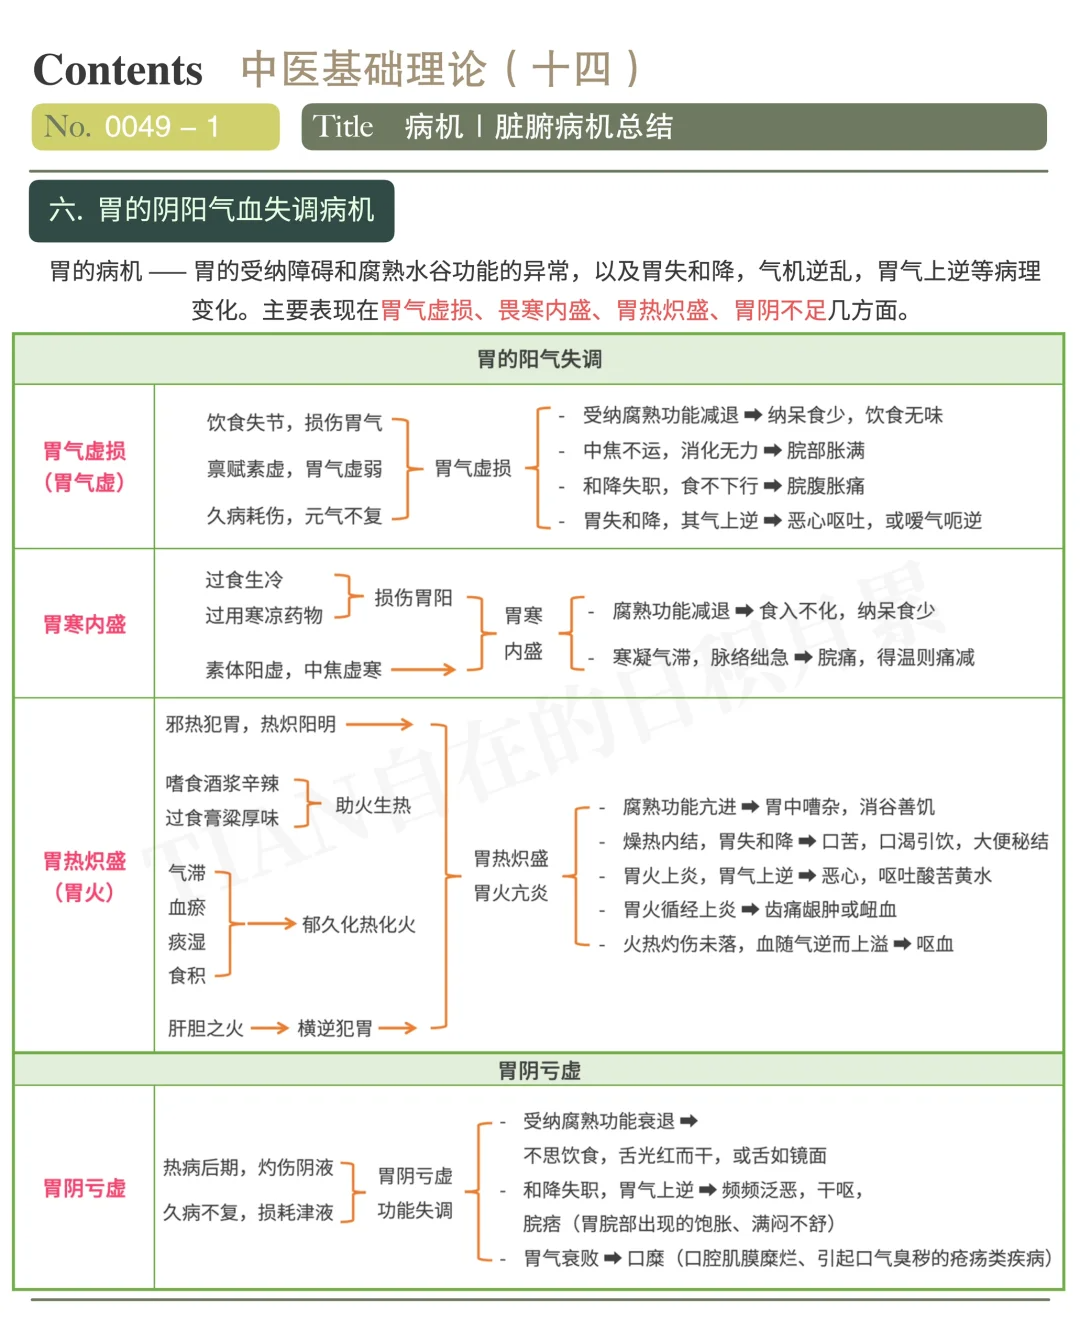 Contents 中医基础理论（十四）
No. 0049 – 1
Title 病机丨脏腑病机总结
六. 胃的阴阳气血失调病机
胃的病机 —— 胃的受纳障碍和腐熟水谷功能的异常，以及胃失和降，气机逆乱，胃气上逆等病理
变化。主要表现在胃气虚损、畏寒内盛、胃热炽盛、胃阴不足几方面。
胃的阳气失调
胃气虚损
（胃气虚）
饮食失节，损伤胃气
禀赋素虚，胃气虚弱
久病耗伤，元气不复
胃气虚损
- 受纳腐熟功能减退➡纳呆食少，饮食无味
- 中焦不运，消化无力➡脘部胀满
- 和降失职，食不下行➡脘腹胀痛
- 胃失和降，其气上逆➡恶心呕吐，或嗳气呃逆
胃寒内盛
过食生冷
过用寒凉药物
损伤胃阳
素体阳虚，中焦虚寒
胃寒
内盛
- 腐熟功能减退➡食入不化，纳呆食少
- 寒凝气滞，脉络绌急➡脘痛，得温则痛减
胃热炽盛
（胃火）
邪热犯胃，热炽阳明
嗜食酒浆辛辣
过食膏粱厚味
助火生热
气滞
血瘀
痰湿
食积
郁久化热化火
肝胆之火
横逆犯胃
胃热炽盛
胃火亢炎
- 腐熟功能亢进➡胃中嘈杂，消谷善饥
- 燥热内结，胃失和降➡口苦，口渴引饮，大便秘结
- 胃火上炎，胃气上逆➡恶心，呕吐酸苦黄水
- 胃火循经上炎➡齿痛龈肿或衄血
- 火热灼伤未落，血随气逆而上溢➡呕血
胃阴亏虚
胃阴亏虚
热病后期，灼伤阴液
久病不复，损耗津液
胃阴亏虚
功能失调
- 受纳腐熟功能衰退➡
不思饮食，舌光红而干，或舌如镜面
- 和降失职，胃气上逆➡频频泛恶，干呕，
脘痞（胃脘部出现的饱胀、满闷不舒）
- 胃气衰败➡口糜（口腔肌膜糜烂、引起口气臭秽的疮疡类疾病）
TIAN自在的日积月累